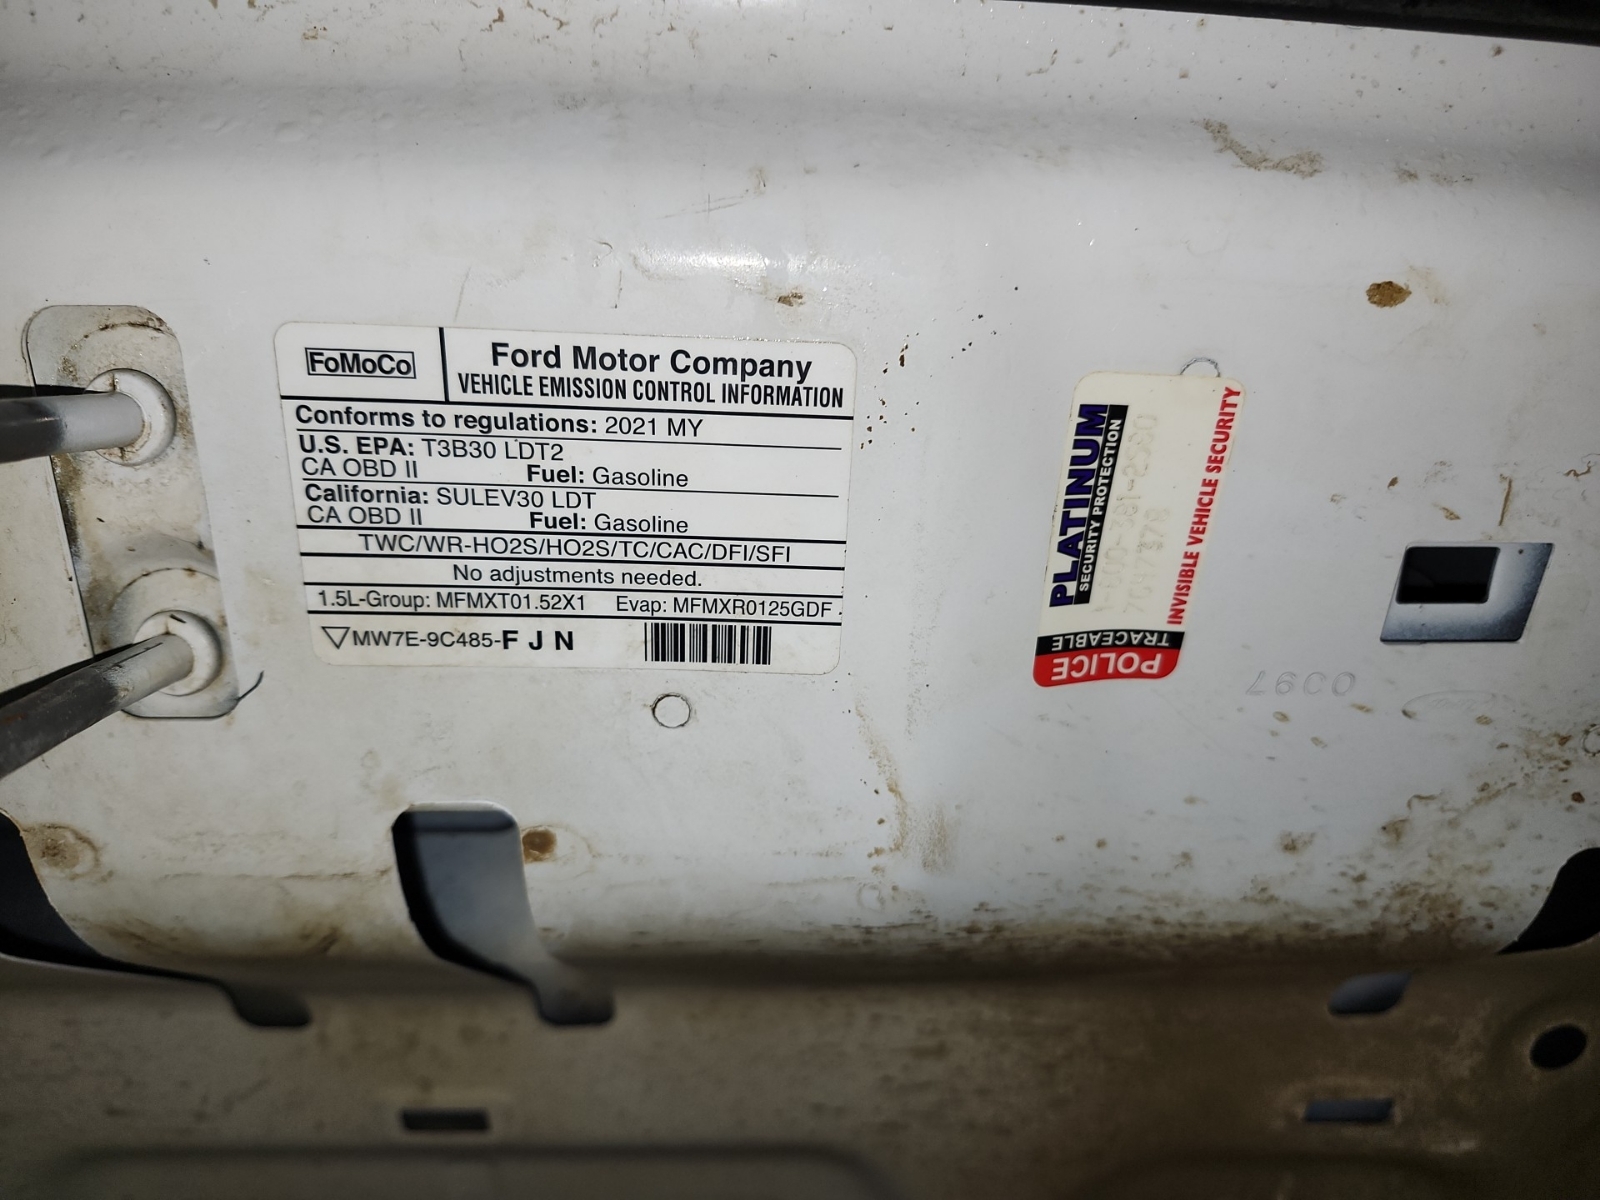 FoMoCo
Ford Motor Company
VEHICLE EMISSION CONTROL INFORMATION
Conforms to regulations: 2021 MY
U.S. EPA: T3B30 LDT2
CA OBD II Fuel: Gasoline
California: SULEV30 LDT
CA OBD II Fuel: Gasoline
TWC/WR-HO2S/HO2S/TC/CAC/DFI/SFI
No adjustments needed.
1.5L-Group: MFMXT01.52X1 Evap: MFMXR0125GDF.
MW7E-9C485-F J N
PLATINUM
SECURITY PROTECTION
INVISIBLE VEHICLE SECURITY
TRACEABLE
POLICE